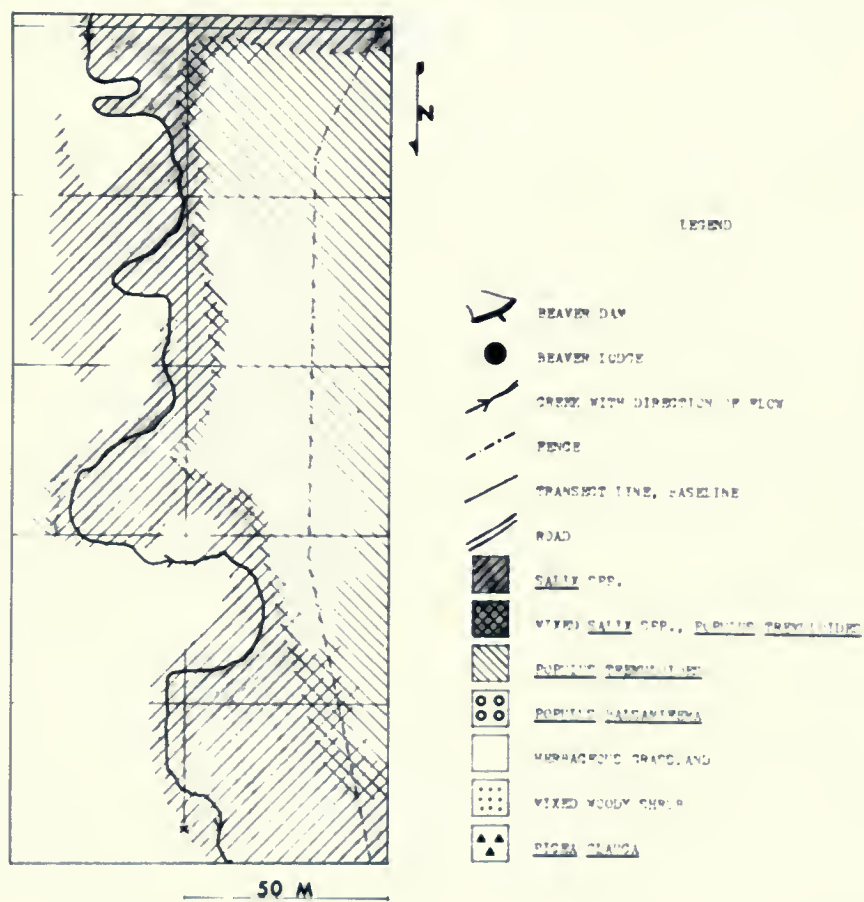 N
LEGEND
BEAVER DAM
BEAVER LODGE
CREEK WITH DIRECTION OF FLOW
FENCE
TRANSECT LINE, BASELINE
ROAD
SALIX SPP.
MIXED SALIX SPP., POPULUS TREMULOIDES
POPULUS TREMULOIDES
POPULUS BALSAMIFERA
HERBACEOUS GRASSLAND
MIXED WOODY SHRUB
PICEA GLAUCA
50 M